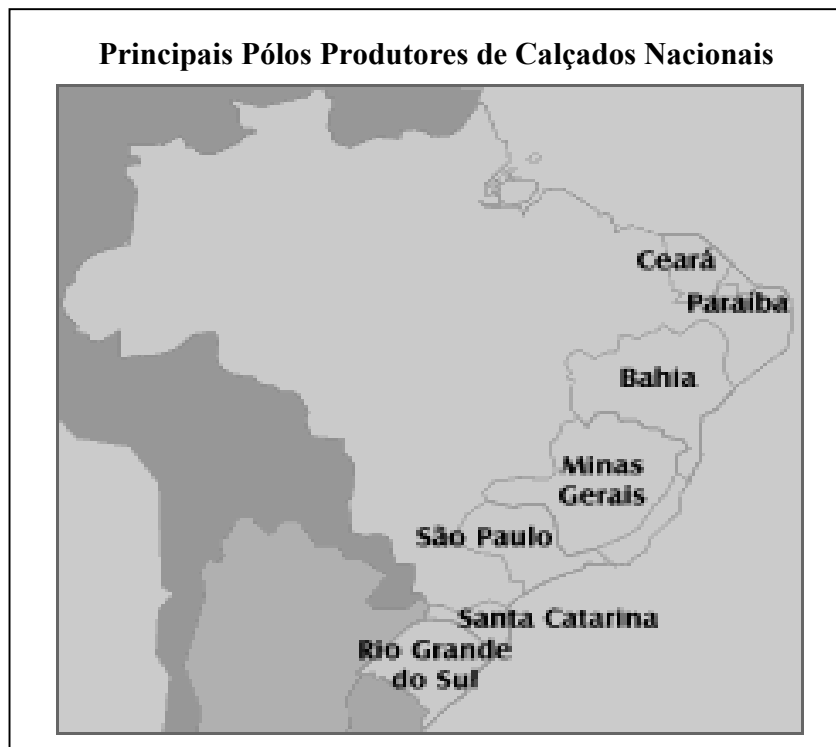 Principais Pólos Produtores de Calçados Nacionais
Ceará
Paraíba
Bahia
Minas
Gerais
São Paulo
Santa Catarina
Rio Grande
do Sul